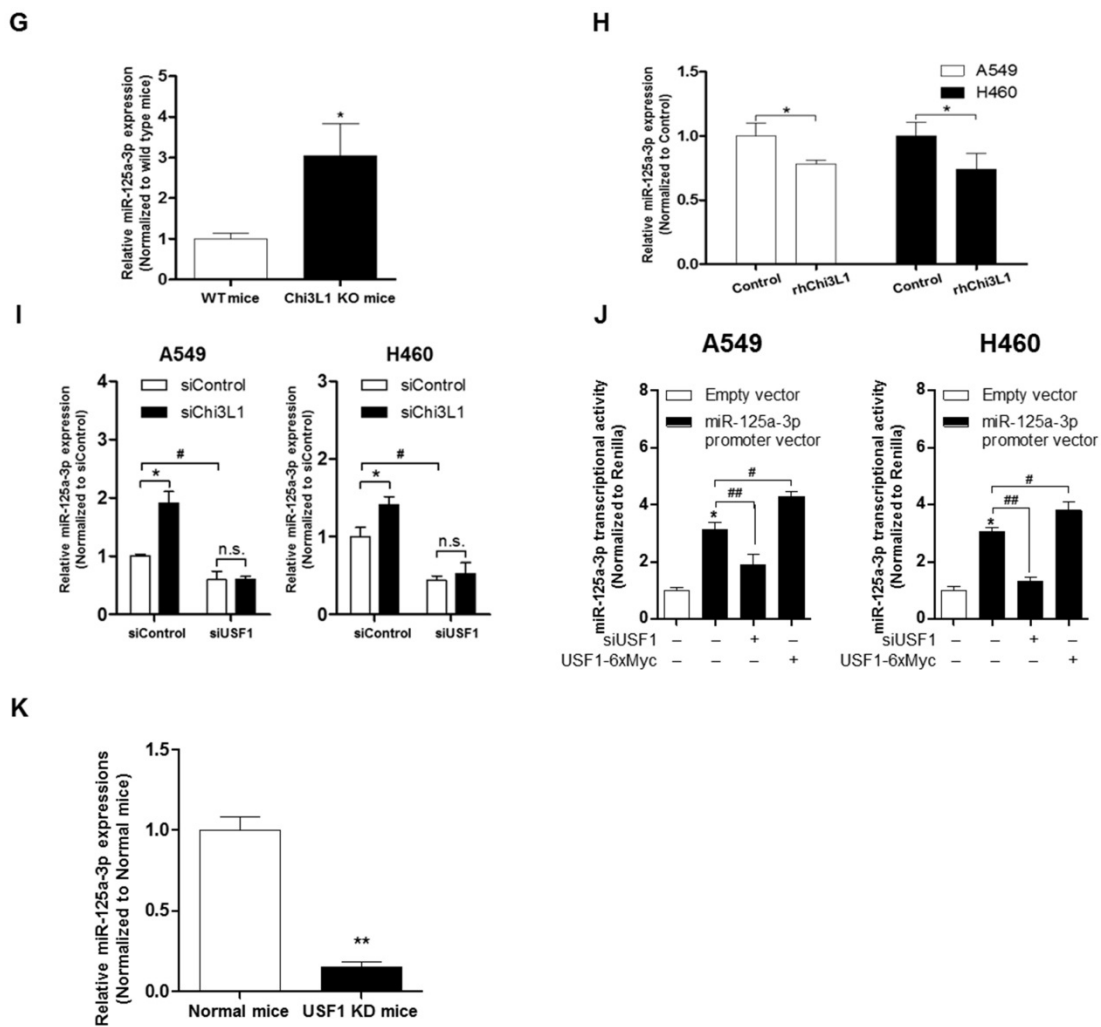 G
Relative miR-125a-3p expression
(Normalized to wild type mice)
5
4
3
2
1
0
*
WT mice
Chi3L1 KO mice
H
Relative miR-125a-3p expression
(Normalized to Control)
1.5
1.0
0.5
0.0
A549
H460
*
*
Control
rhChi3L1
Control
rhChi3L1
I
A549
Relative miR-125a-3p expression
(Normalized to siControl)
4
3
2
1
0
siControl
siChi3L1
#
*
n.s.
siControl
siUSF1
H460
Relative miR-125a-3p expression
(Normalized to siControl)
3
2
1
0
siControl
siChi3L1
#
*
n.s.
siControl
siUSF1
J
A549
miR-125a-3p transcriptional activity
(Normalized to Renilla)
8
6
4
2
0
Empty vector
miR-125a-3p
promoter vector
#
##
*
siUSF1 – – + –
USF1-6xMyc – – – +
H460
miR-125a-3p transcriptional activity
(Normalized to Renilla)
8
6
4
2
0
Empty vector
miR-125a-3p
promoter vector
#
##
*
siUSF1 – – + –
USF1-6xMyc – – – +
K
Relative miR-125a-3p expressions
(Normalized to Normal mice)
1.5
1.0
0.5
0.0
**
Normal mice
USF1 KD mice